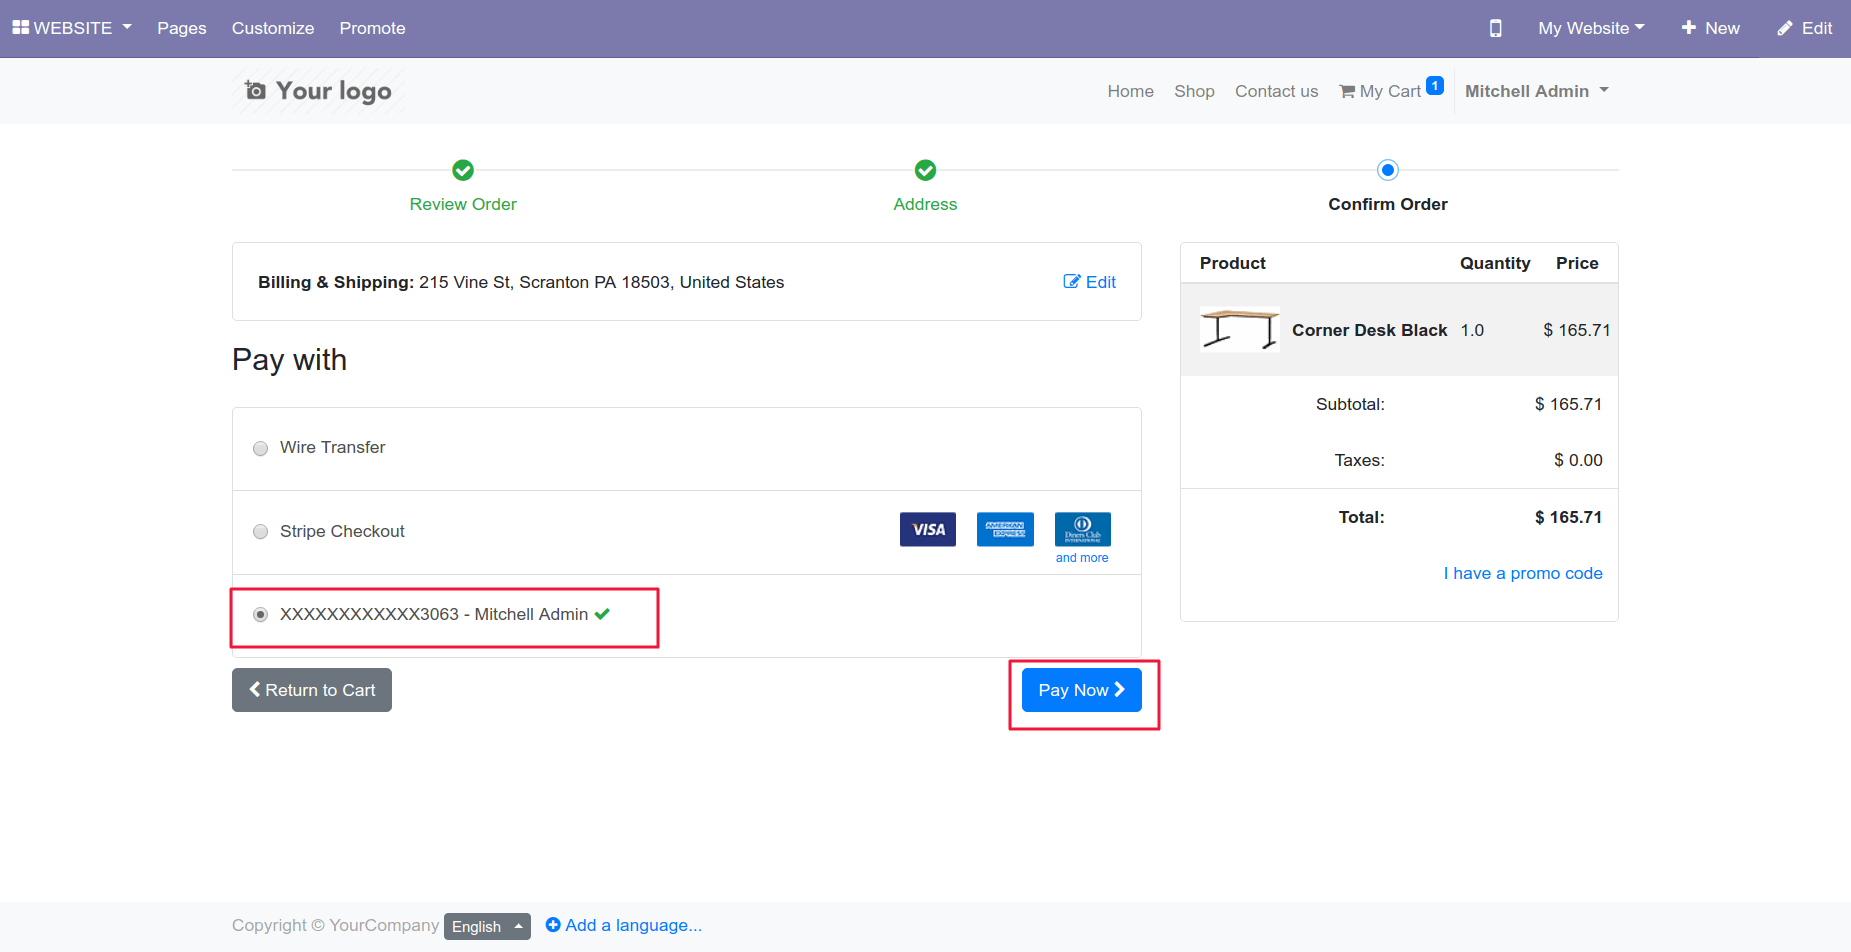 WEBSITE Pages Customize Promote My Website New Edit
Your logo Home Shop Contact us My Cart 1 Mitchell Admin
Review Order Address Confirm Order
Billing & Shipping: 215 Vine St, Scranton PA 18503, United States Edit
Pay with
Wire Transfer
Stripe Checkout VISA AMERICAN EXPRESS Diners Club INTERNATIONAL
and more
XXXXXXXXXXXX3063 - Mitchell Admin
Return to Cart Pay Now
Product Quantity Price
Corner Desk Black 1.0 $ 165.71
Subtotal: $ 165.71
Taxes: $ 0.00
Total: $ 165.71
I have a promo code
Copyright © YourCompany English Add a language...